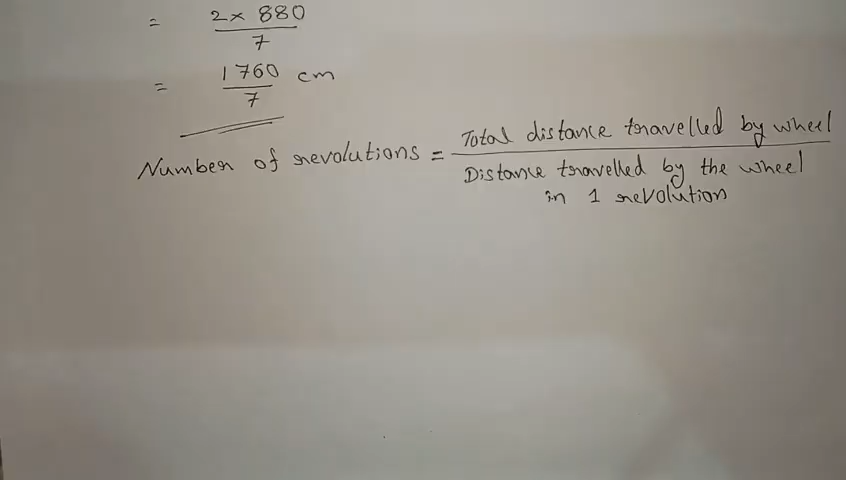 = 2 × 880 / 7
= 1760 / 7 cm
Number of revolutions = Total distance travelled by wheel / Distance travelled by the wheel
in 1 revolution